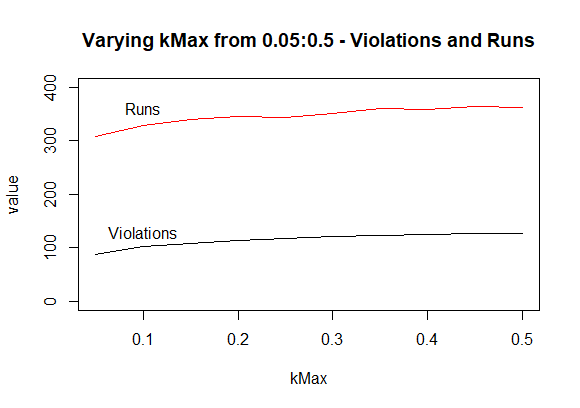 Varying kMax from 0.05:0.5 - Violations and Runs
value
400
300
200
100
0
Runs
Violations
0.1 0.2 0.3 0.4 0.5
kMax